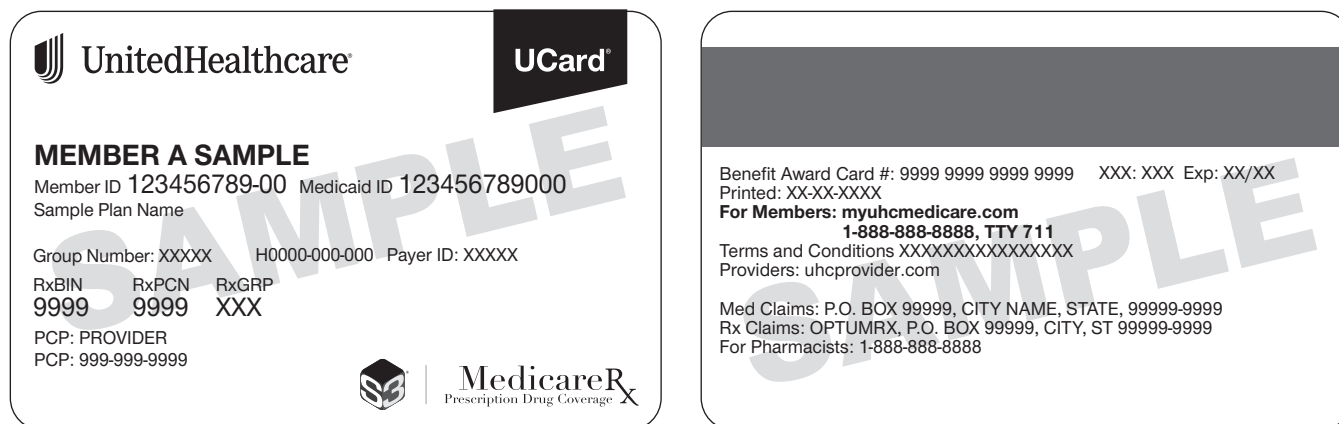 UnitedHealthcare®
UCard®
SAMPLE
MEMBER A SAMPLE
Member ID 123456789-00 Medicaid ID 123456789000
Sample Plan Name
Group Number: XXXXX H0000-000-000 Payer ID: XXXXX
RxBIN RxPCN RxGRP
9999 9999 XXX
PCP: PROVIDER
PCP: 999-999-9999
S3
MedicareRx
Prescription Drug Coverage
SAMPLE
Benefit Award Card #: 9999 9999 9999 9999 XXX: XXX Exp: XX/XX
Printed: XX-XX-XXXX
For Members: myuhcmedicare.com
1-888-888-8888, TTY 711
Terms and Conditions XXXXXXXXXXXXXXXX
Providers: uhcprovider.com
Med Claims: P.O. BOX 99999, CITY NAME, STATE, 99999-9999
Rx Claims: OPTUMRX, P.O. BOX 99999, CITY, ST 99999-9999
For Pharmacists: 1-888-888-8888